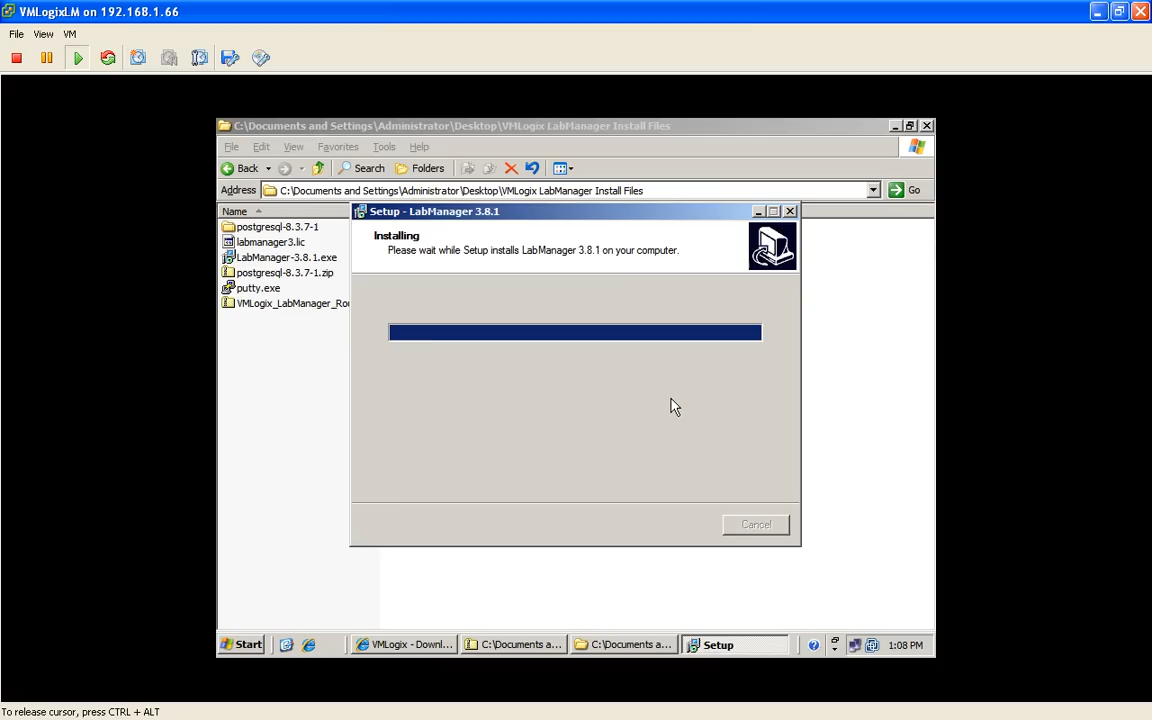 VMLogixLM on 192.168.1.66
File View VM
C:\Documents and Settings\Administrator\Desktop\VMLogix LabManager Install Files
File Edit View Favorites Tools Help
Back Search Folders
Address C:\Documents and Settings\Administrator\Desktop\VMLogix LabManager Install Files Go
Name
postgresql-8.3.7-1
labmanager3.lic
LabManager-3.8.1.exe
postgresql-8.3.7-1.zip
putty.exe
VMLogix_LabManager_Rou
Setup - LabManager 3.8.1
Installing
Please wait while Setup installs LabManager 3.8.1 on your computer.
Cancel
Start VMLogix - Downl... C:\Documents a... C:\Documents a... Setup 1:08 PM
To release cursor, press CTRL + ALT